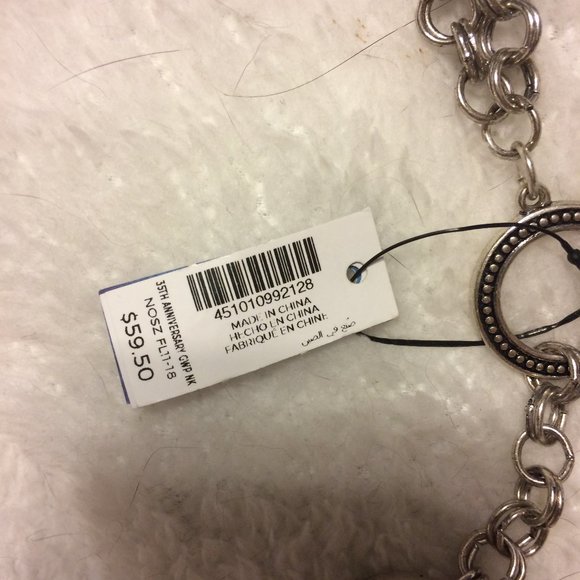 451010992128
MADE IN CHINA
HECHO EN CHINA
FABRIQUÉ EN CHINE
صنع في الصين
35TH ANNIVERSARY GWP NK
NOSZ FL11-18
$59.50